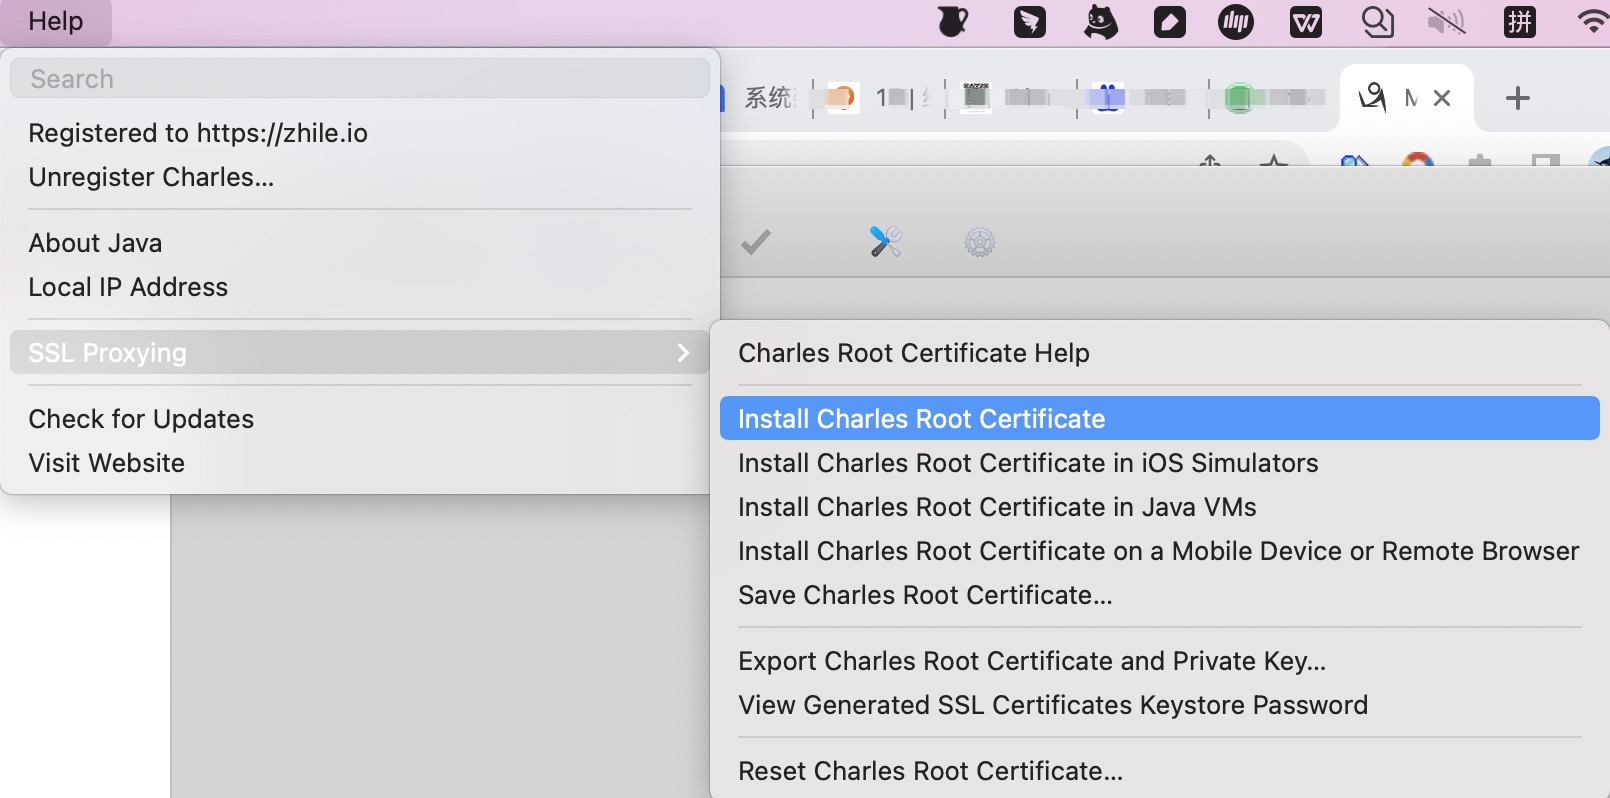 Help
拼
Search
系统
Registered to https://zhile.io
Unregister Charles...
About Java
Local IP Address
SSL Proxying
Charles Root Certificate Help
Install Charles Root Certificate
Check for Updates
Install Charles Root Certificate in iOS Simulators
Visit Website
Install Charles Root Certificate in Java VMs
Install Charles Root Certificate on a Mobile Device or Remote Browser
Save Charles Root Certificate...
Export Charles Root Certificate and Private Key...
View Generated SSL Certificates Keystore Password
Reset Charles Root Certificate...